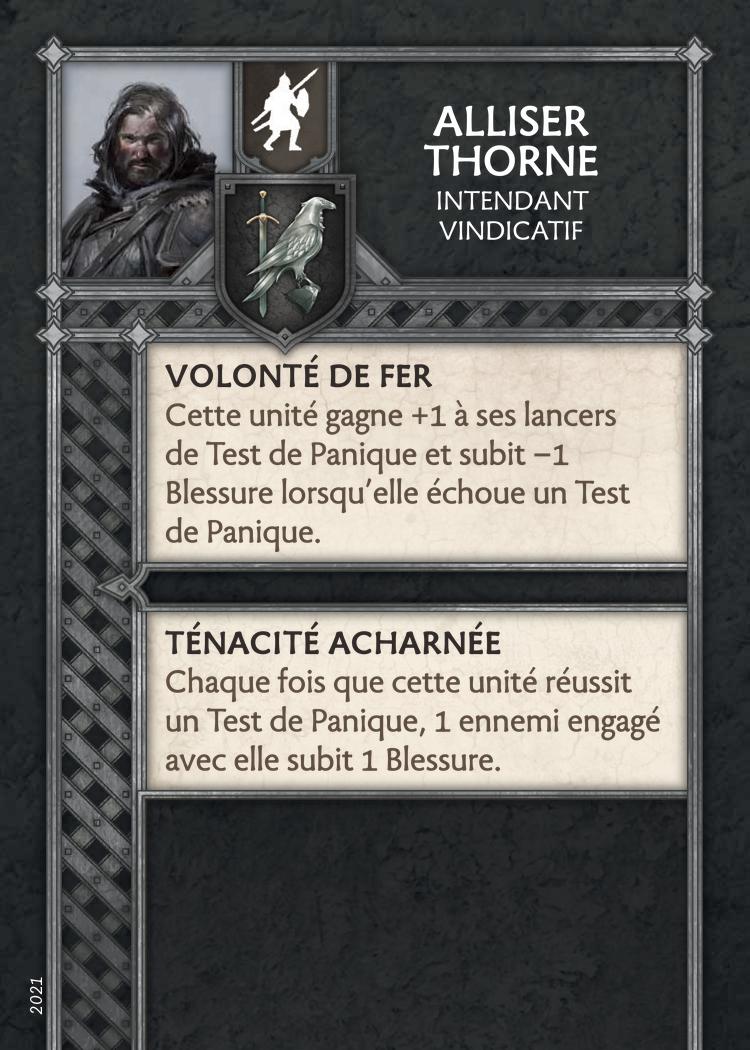 ALLISER
THORNE
INTENDANT
VINDICATIF
VOLONTÉ DE FER
Cette unité gagne +1 à ses lancers
de Test de Panique et subit −1
Blessure lorsqu'elle échoue un Test
de Panique.
TÉNACITÉ ACHARNÉE
Chaque fois que cette unité réussit
un Test de Panique, 1 ennemi engagé
avec elle subit 1 Blessure.
2021